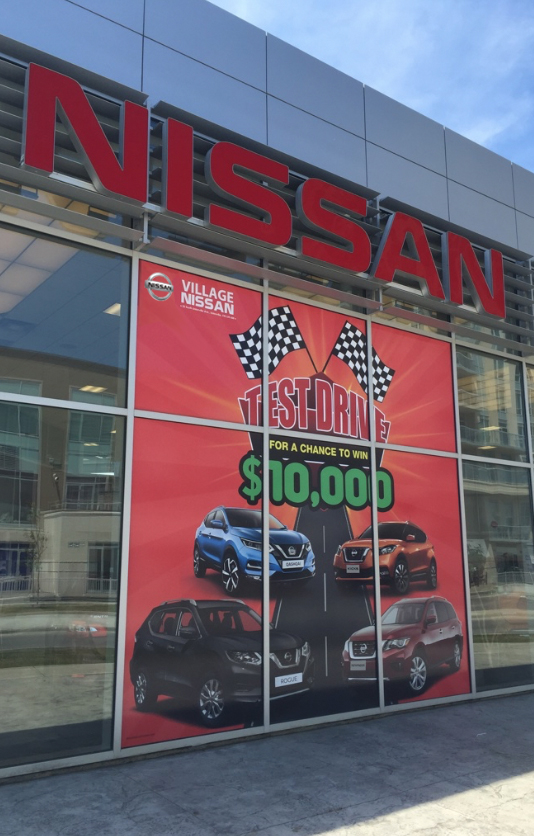 NISSAN
NISSAN
VILLAGE
NISSAN
TEST DRIVE
FOR A CHANCE TO WIN
$10,000
ROGUE